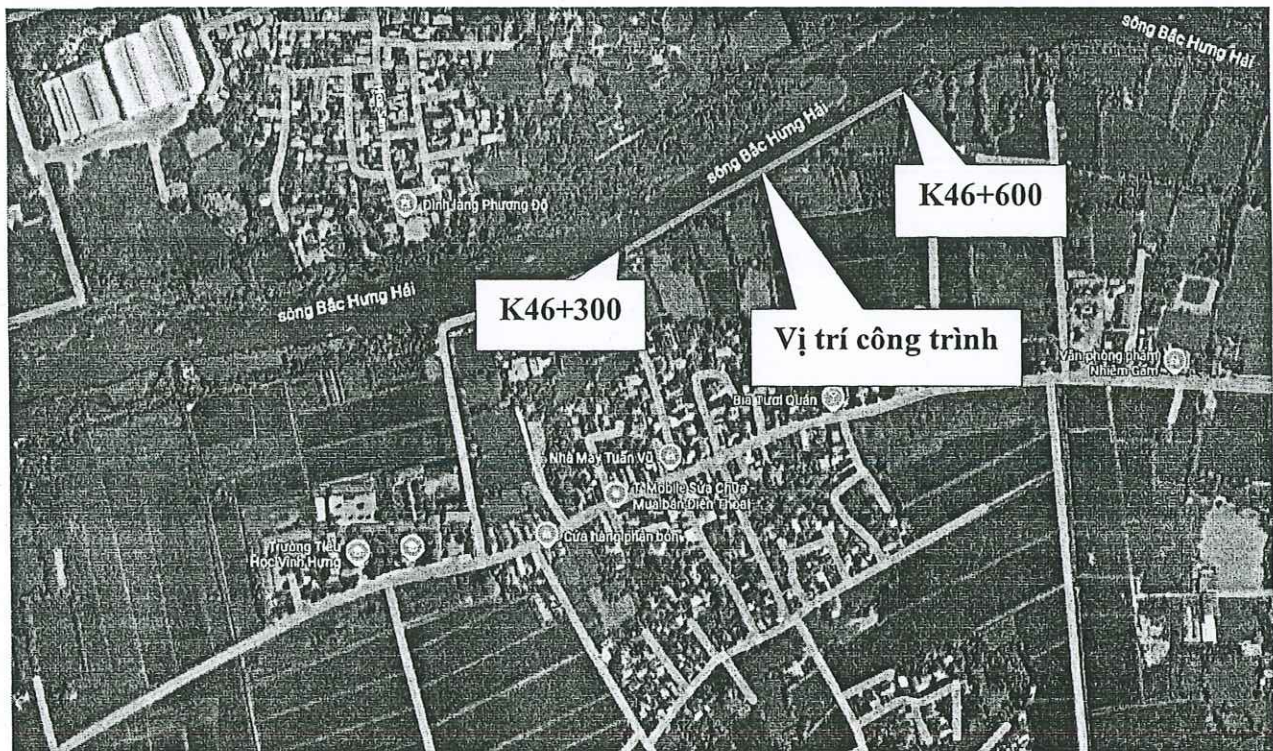 sông Bắc Hưng Hải
sông Bắc Hưng Hải
K46+600
Đình làng Phương Độ
sông Bắc Hưng Hải
K46+300
Vị trí công trình
Văn phòng phẩm
Nhiệm Gấm
Bia Tươi Quán
Nhà May Tuấn Vũ
T-Mobile Sửa Chữa
Mua bán Điện Thoại
Cửa hàng phân bón
Trường Tiểu
Học Vĩnh Hưng